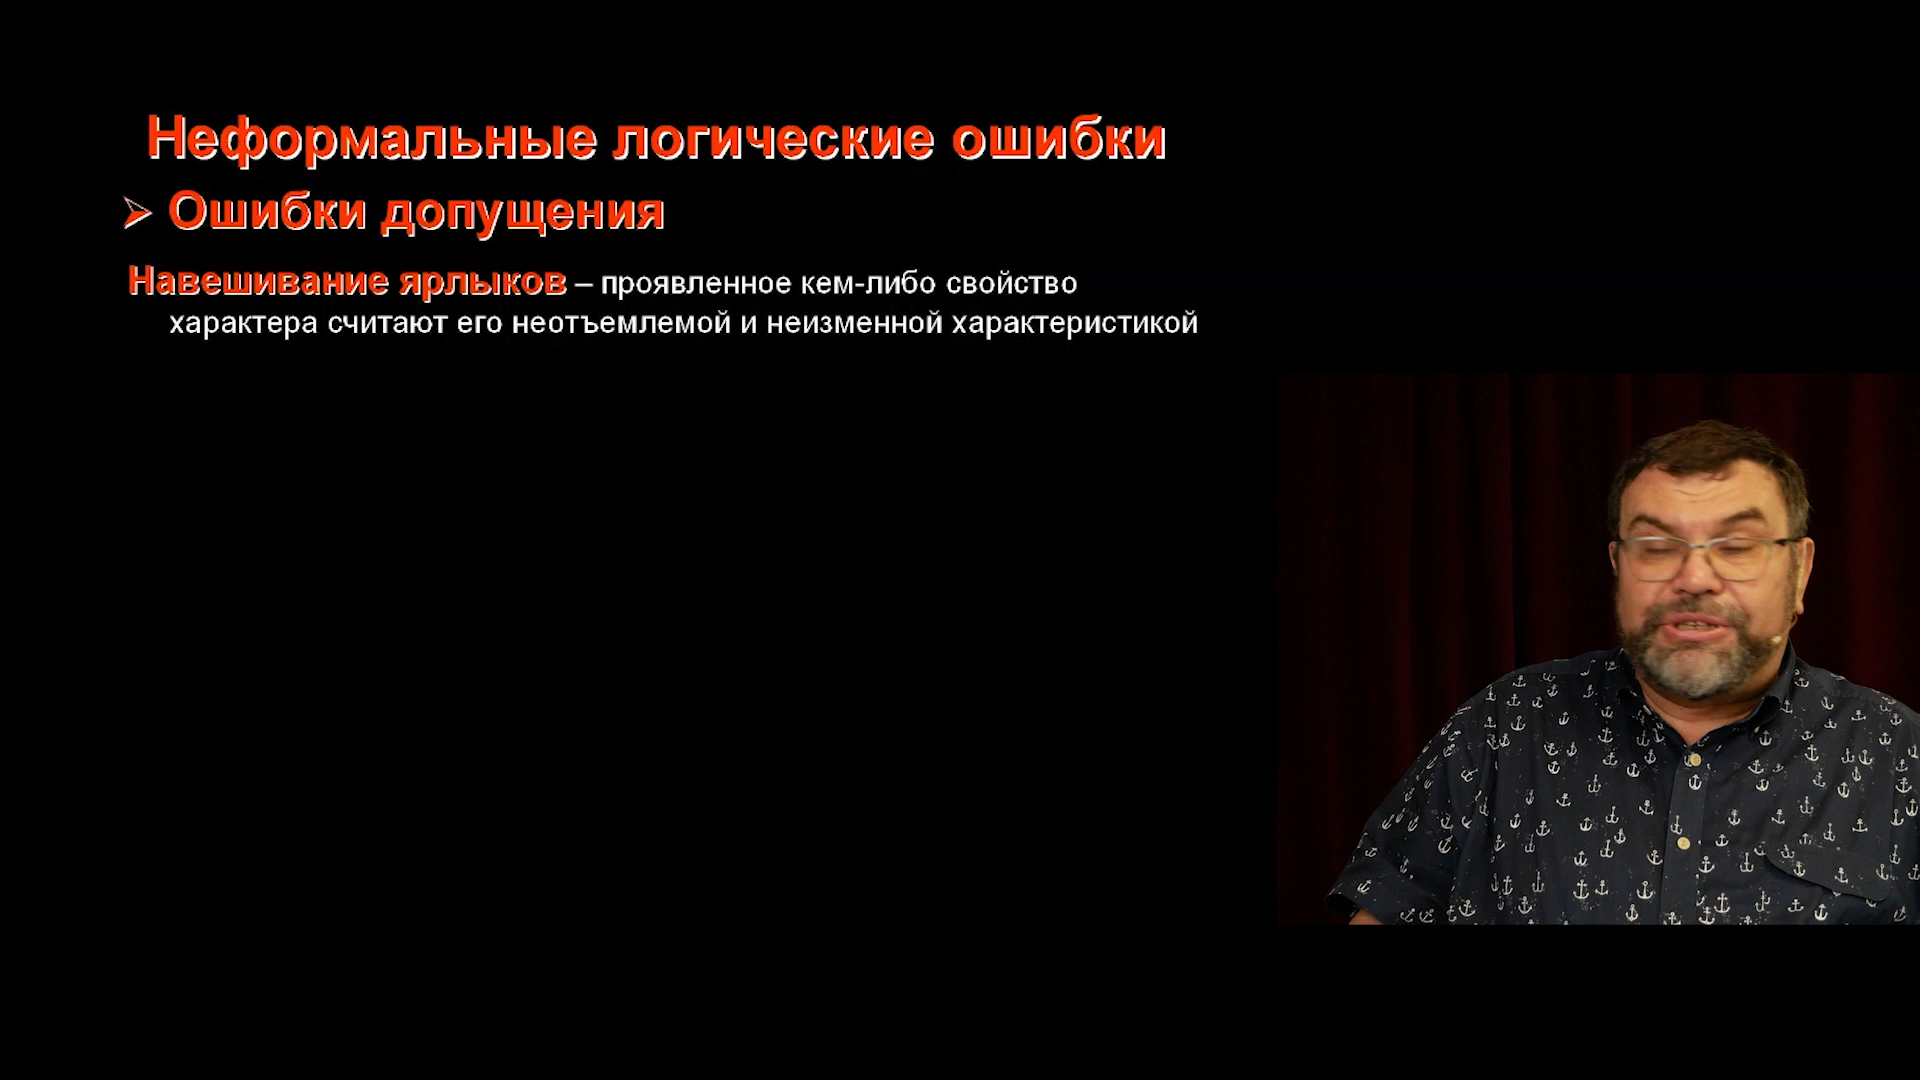 Неформальные логические ошибки
➢ Ошибки допущения
Навешивание ярлыков – проявленное кем-либо свойство
характера считают его неотъемлемой и неизменной характеристикой